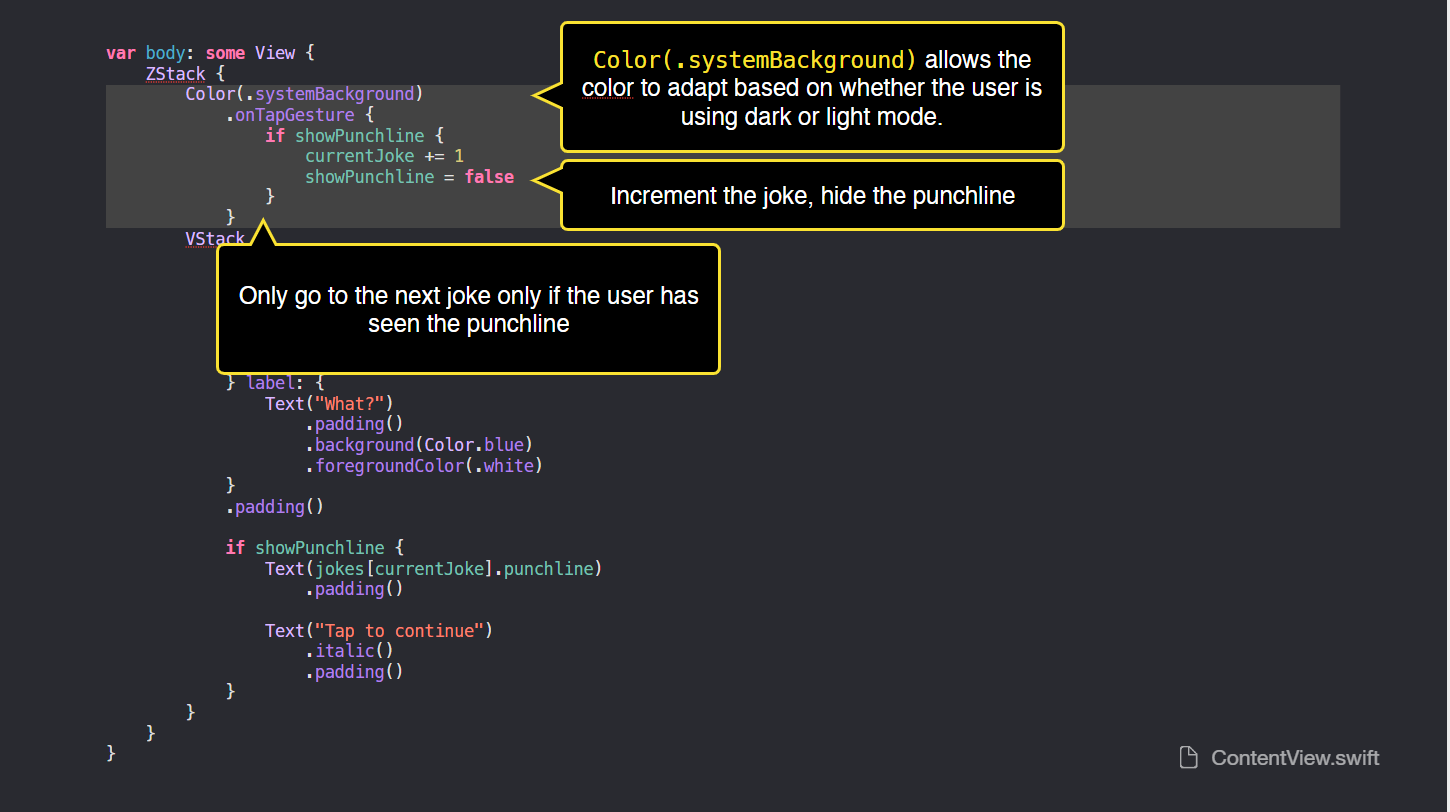 var body: some View {
ZStack {
Color(.systemBackground)
.onTapGesture {
if showPunchline {
currentJoke += 1
showPunchline = false
}
}
VStack
Color(.systemBackground) allows the
color to adapt based on whether the user is
using dark or light mode.
Increment the joke, hide the punchline
Only go to the next joke only if the user has
seen the punchline
} label: {
Text("What?")
.padding()
.background(Color.blue)
.foregroundColor(.white)
}
.padding()
if showPunchline {
Text(jokes[currentJoke].punchline)
.padding()
Text("Tap to continue")
.italic()
.padding()
}
}
}
}
ContentView.swift